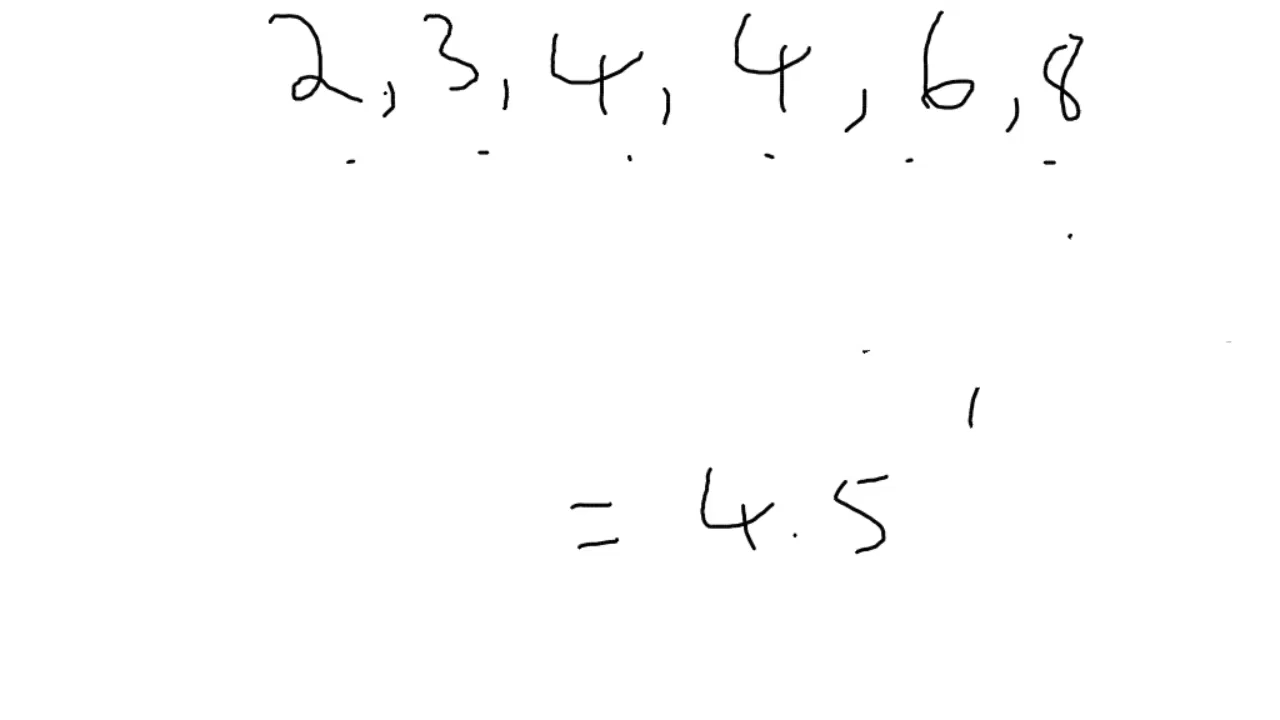 2, 3, 4, 4, 6, 8
= 4.5